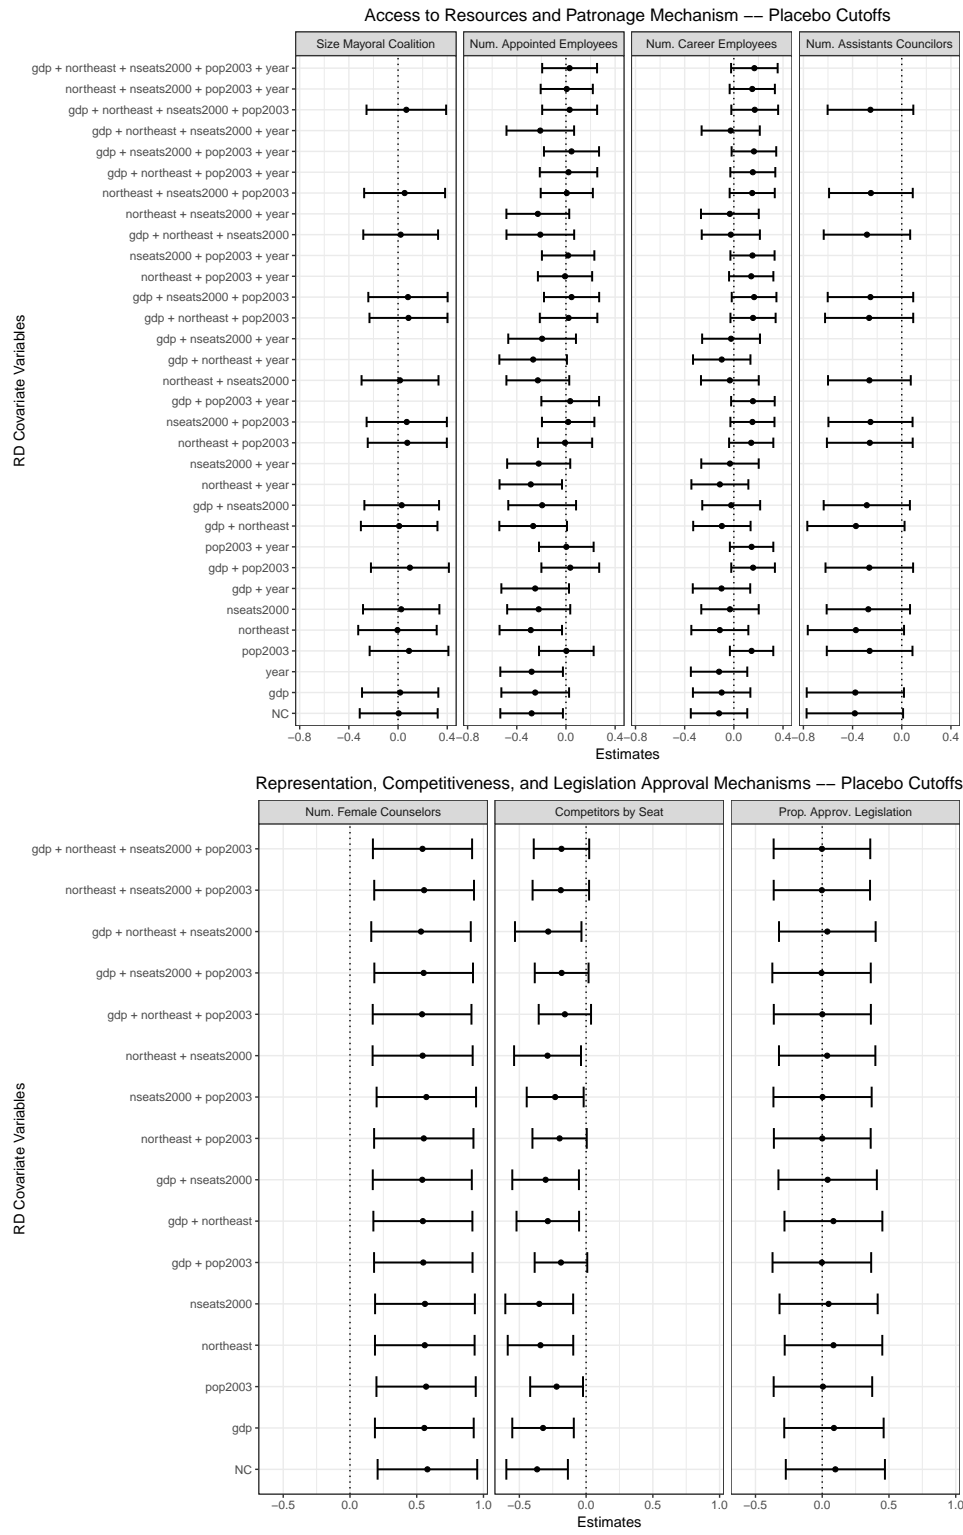 Access to Resources and Patronage Mechanism −− Placebo Cutoffs
Size Mayoral Coalition
Num. Appointed Employees
Num. Career Employees
Num. Assistants Councilors
RD Covariate Variables
gdp + northeast + nseats2000 + pop2003 + year
northeast + nseats2000 + pop2003 + year
gdp + northeast + nseats2000 + pop2003
gdp + northeast + nseats2000 + year
gdp + nseats2000 + pop2003 + year
gdp + northeast + pop2003 + year
northeast + nseats2000 + pop2003
northeast + nseats2000 + year
gdp + northeast + nseats2000
nseats2000 + pop2003 + year
northeast + pop2003 + year
gdp + nseats2000 + pop2003
gdp + northeast + pop2003
gdp + nseats2000 + year
gdp + northeast + year
northeast + nseats2000
gdp + pop2003 + year
nseats2000 + pop2003
northeast + pop2003
nseats2000 + year
northeast + year
gdp + nseats2000
gdp + northeast
pop2003 + year
gdp + pop2003
gdp + year
nseats2000
northeast
pop2003
year
gdp
NC
−0.8 −0.4 0.0 0.4 −0.8 −0.4 0.0 0.4 −0.8 −0.4 0.0 0.4 −0.8 −0.4 0.0 0.4
Estimates
Representation, Competitiveness, and Legislation Approval Mechanisms −− Placebo Cutoffs
Num. Female Counselors
Competitors by Seat
Prop. Approv. Legislation
RD Covariate Variables
gdp + northeast + nseats2000 + pop2003
northeast + nseats2000 + pop2003
gdp + northeast + nseats2000
gdp + nseats2000 + pop2003
gdp + northeast + pop2003
northeast + nseats2000
nseats2000 + pop2003
northeast + pop2003
gdp + nseats2000
gdp + northeast
gdp + pop2003
nseats2000
northeast
pop2003
gdp
NC
−0.5 0.0 0.5 1.0 −0.5 0.0 0.5 1.0 −0.5 0.0 0.5 1.0
Estimates